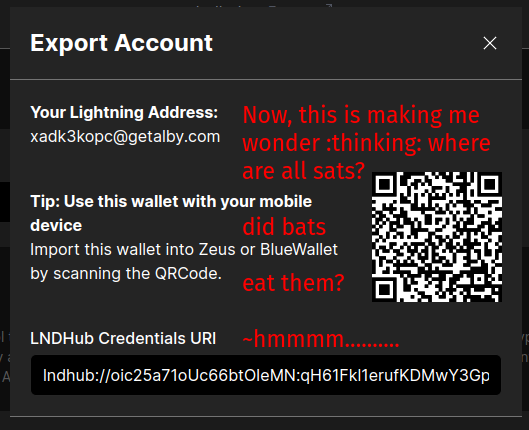 Export Account
Your Lightning Address:
xadk3kopc@getalby.com
Now, this is making me
wonder :thinking: where
are all sats?
Tip: Use this wallet with your mobile
device
did bats
Import this wallet into Zeus or BlueWallet
by scanning the QRCode.
eat them?
LNDHub Credentials URI
~hmmmm..........
lndhub://oic25a71oUc66btOIeMN:qH61FkI1erufKDMwY3Gp